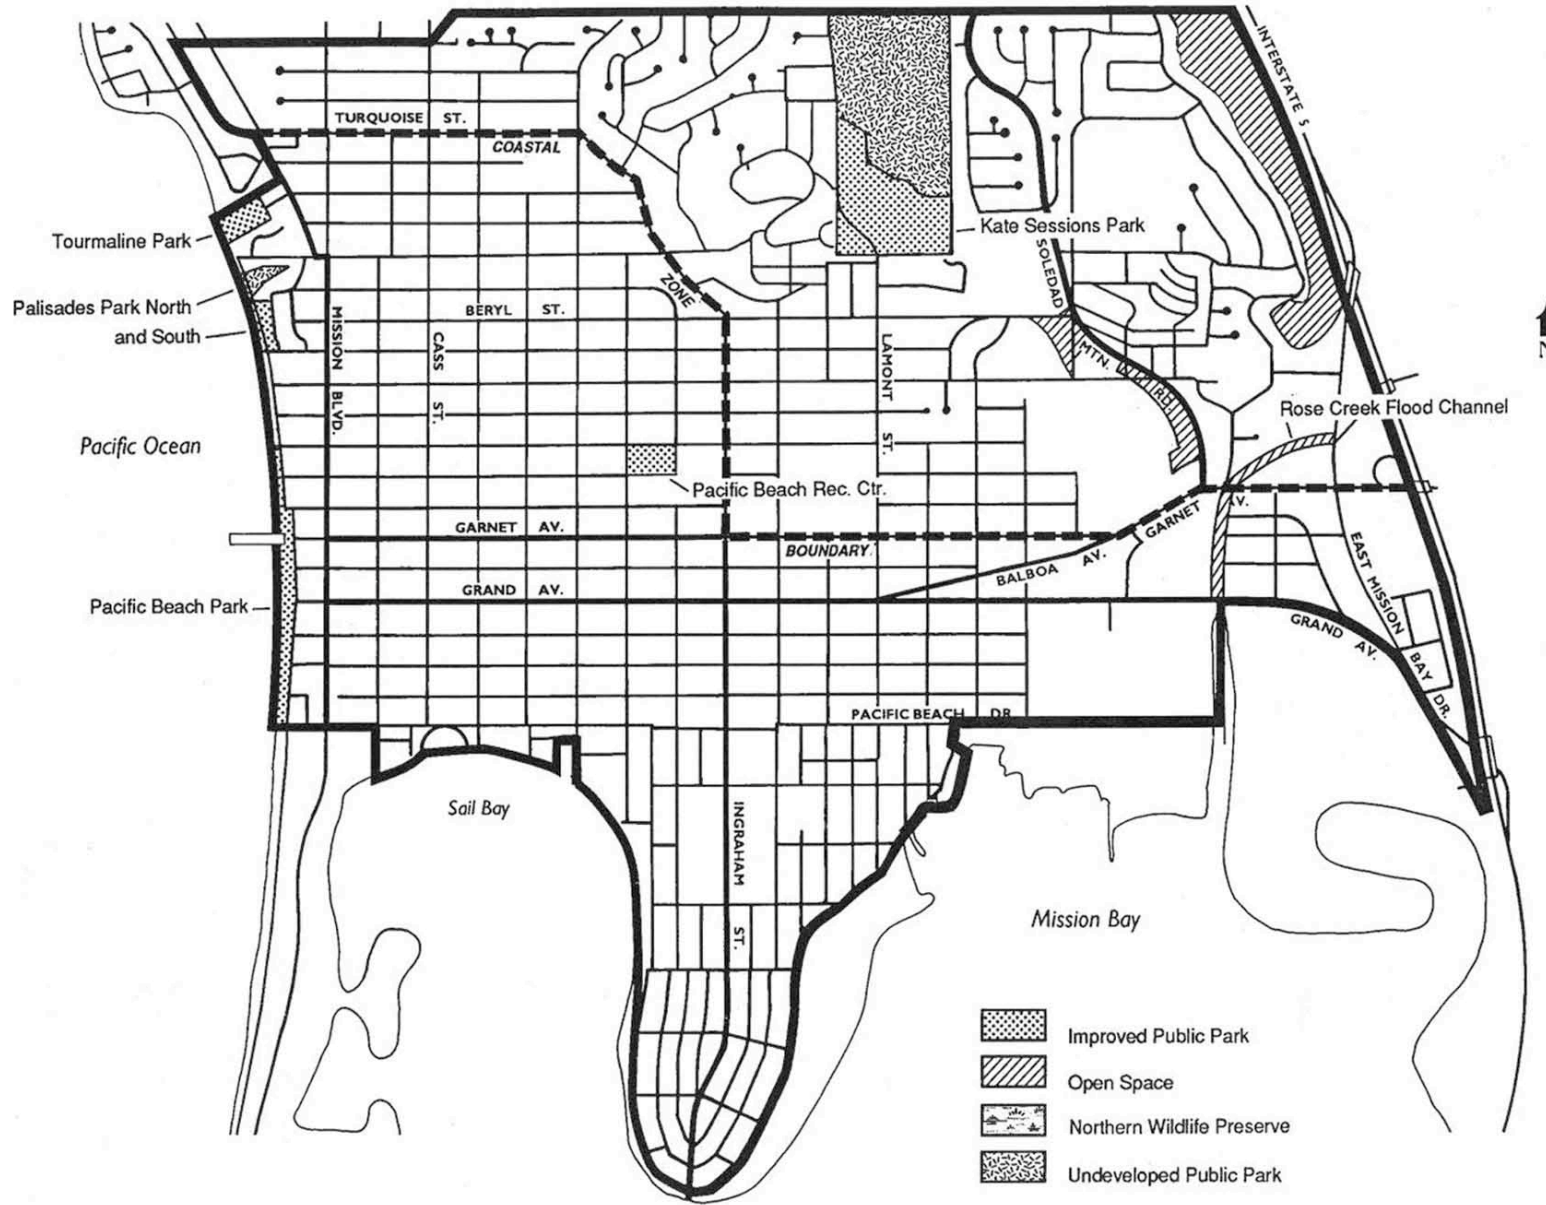 INTERSTATE 5
TURQUOISE ST.
COASTAL
Tourmaline Park
Kate Sessions Park
SOLEDAD
ZONE
Palisades Park North
and South
BERYL ST.
MISSION BLVD.
CASS ST.
LAMONT ST.
MTN.
RD.
N
Rose Creek Flood Channel
Pacific Ocean
Pacific Beach Rec. Ctr.
GARNET AV.
GARNET AV.
BOUNDARY
BALBOA AV.
EAST MISSION
BAY DR.
GRAND AV.
Pacific Beach Park
GRAND AV.
PACIFIC BEACH DR.
Sail Bay
INGRAHAM ST.
Mission Bay
Improved Public Park
Open Space
Northern Wildlife Preserve
Undeveloped Public Park